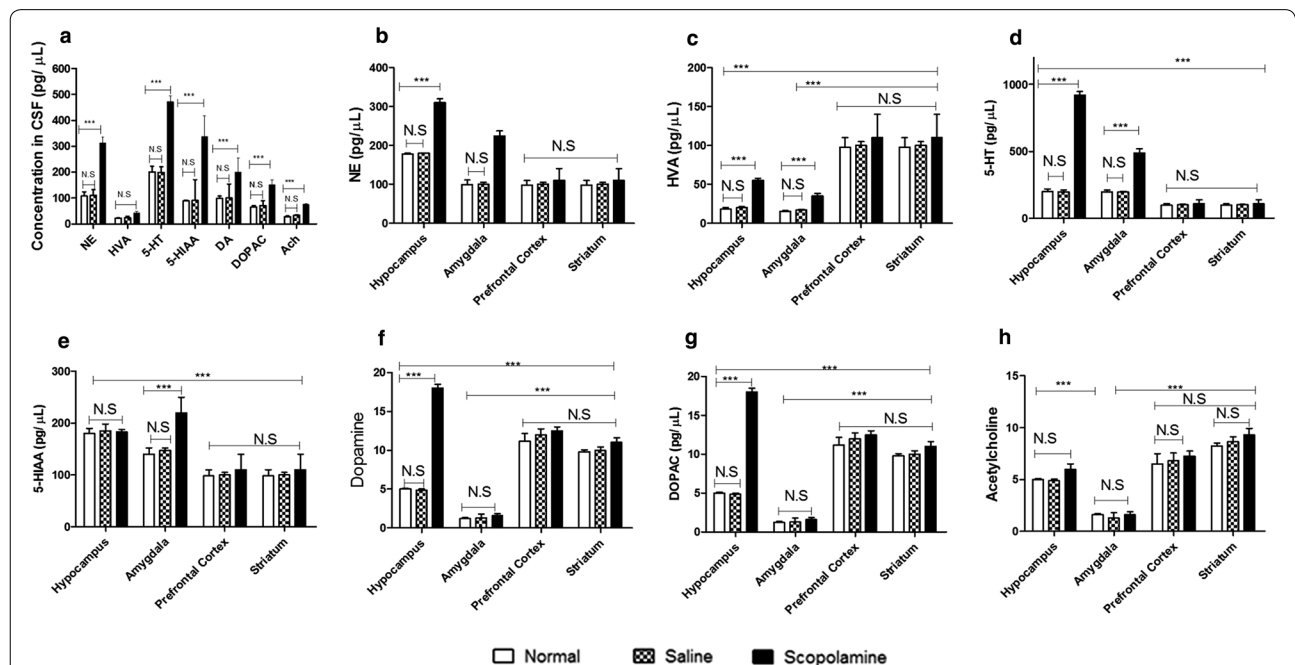 a
Concentration in CSF (pg/ μL)
600
500
400
300
200
100
0
***
N.S
***
N.S
***
N.S
***
N.S
***
N.S
***
N.S
***
N.S
NE
HVA
5-HT
5-HIAA
DA
DOPAC
Ach
b
NE (pg/ μL)
400
300
200
100
0
***
N.S
N.S
N.S
Hypocampus
Amygdala
Prefrontal Cortex
Striatum
c
HVA (pg/μL)
200
150
100
50
0
***
***
N.S
***
N.S
***
N.S
Hypocampus
Amygdala
Prefrontal Cortex
Striatum
d
5-HT (pg/ μL)
1000
500
0
***
***
N.S
***
N.S
N.S
Hypocampus
Amygdala
Prefrontal Cortex
Striatum
e
5-HIAA (pg/ μL)
300
200
100
0
***
***
N.S
N.S
N.S
Hypocampus
Amygdala
Prefrontal Cortex
Striatum
f
Dopamine
20
15
10
5
0
***
***
***
N.S
N.S
N.S
Hypocampus
Amygdala
Prefrontal Cortex
Striatum
g
DOPAC (pg/ μL)
20
15
10
5
0
***
***
***
N.S
N.S
N.S
Hypocampus
Amygdala
Prefrontal Cortex
Striatum
h
Acetylcholine
15
10
5
0
***
***
N.S
N.S
N.S
N.S
N.S
Hypocampus
Amygdala
Prefrontal Cortex
Striatum
Normal
Saline
Scopolamine